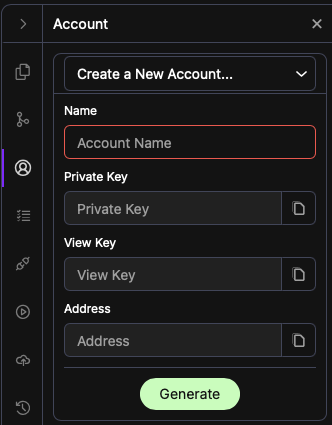 Account
Create a New Account...
Name
Account Name
Private Key
Private Key
View Key
View Key
Address
Address
Generate